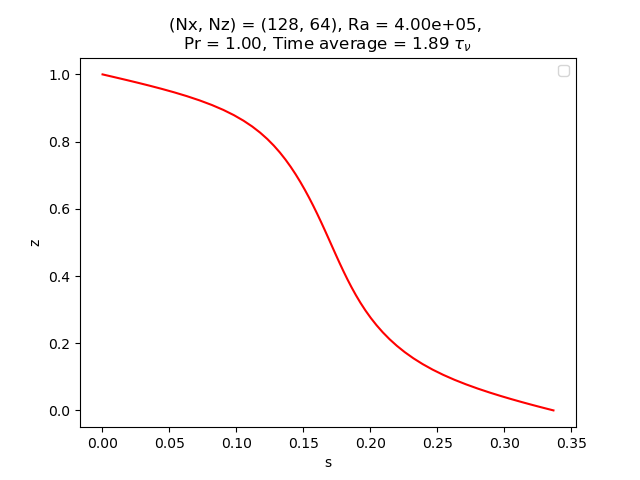 (Nx, Nz) = (128, 64), Ra = 4.00e+05,
Pr = 1.00, Time average = 1.89 τν
1.0
0.8
0.6
0.4
0.2
0.0
z
0.00 0.05 0.10 0.15 0.20 0.25 0.30 0.35
s